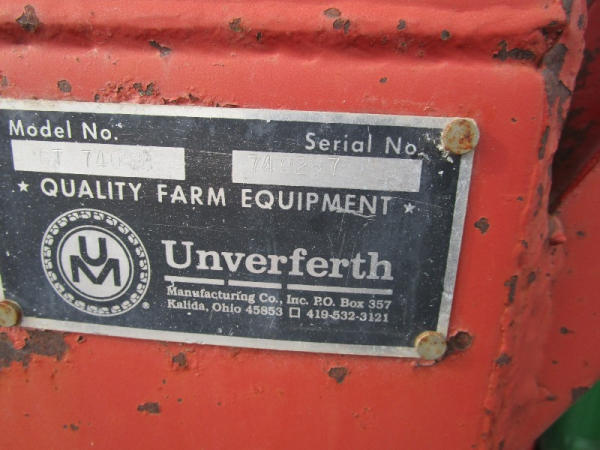 Model No. Serial No.
★ QUALITY FARM EQUIPMENT ★
UM ®
Unverferth
Manufacturing Co., Inc. P.O. Box 357
Kalida, Ohio 45853 □ 419-532-3121